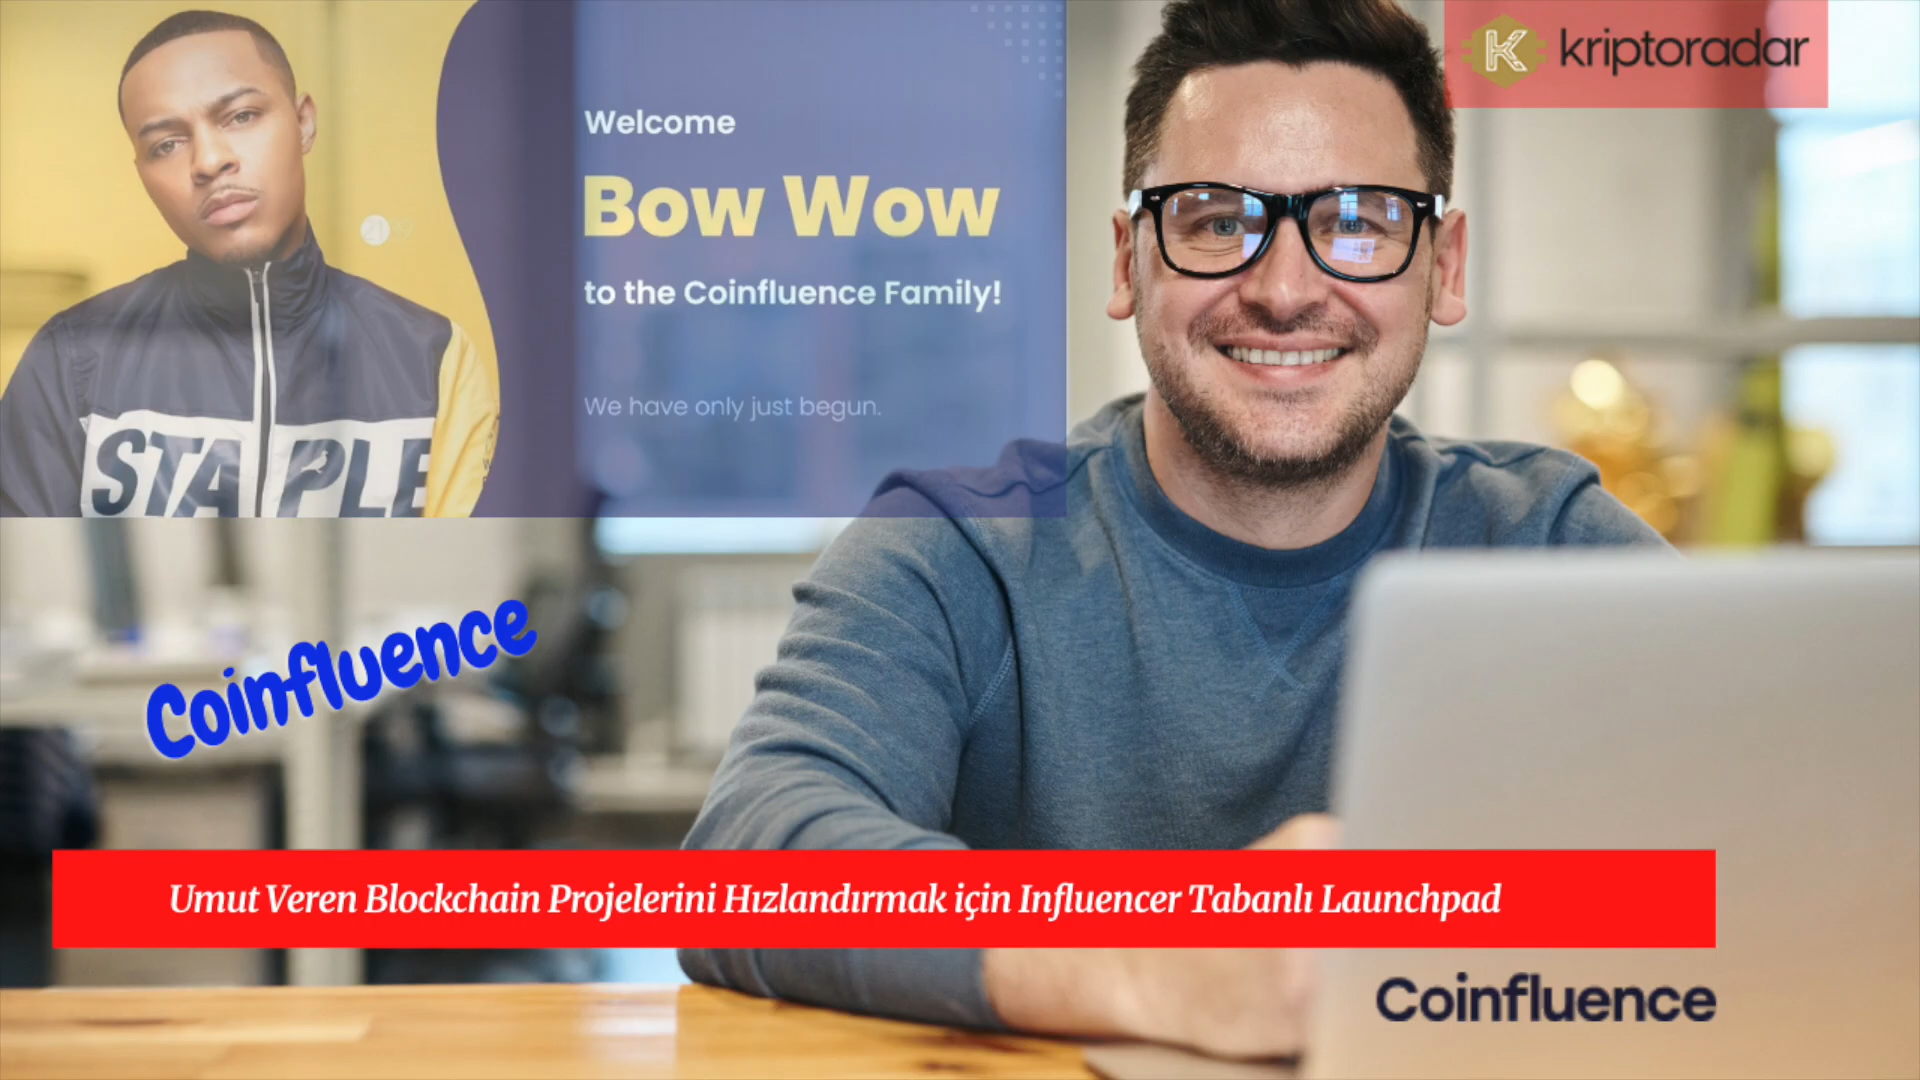 kriptoradar
Welcome
Bow Wow
to the Coinfluence Family!
We have only just begun.
STAPLE
Coinfluence
Umut Veren Blockchain Projelerini Hızlandırmak için Influencer Tabanlı Launchpad
Coinfluence